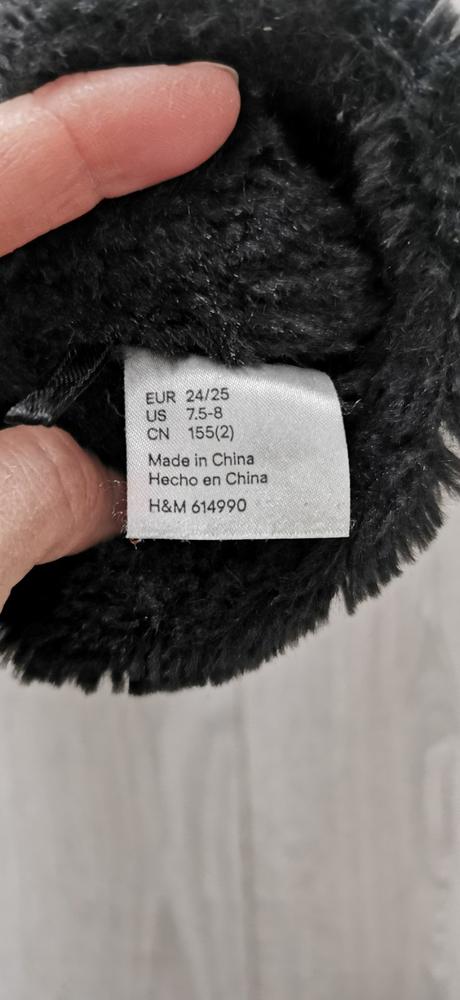 EUR 24/25
US 7.5-8
CN 155(2)
Made in China
Hecho en China
H&M 614990